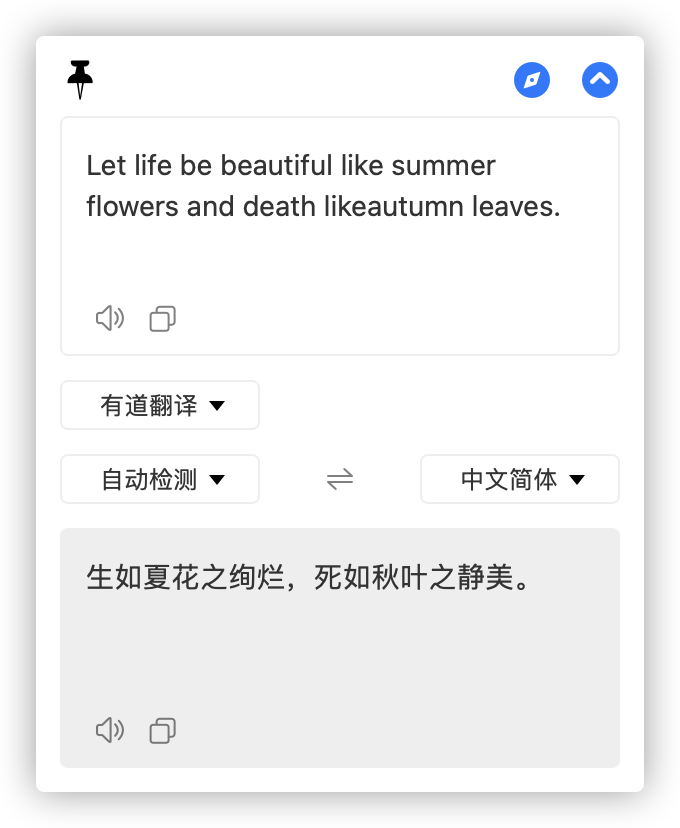 Let life be beautiful like summer
flowers and death likeautumn leaves.
有道翻译
自动检测
中文简体
生如夏花之绚烂，死如秋叶之静美。